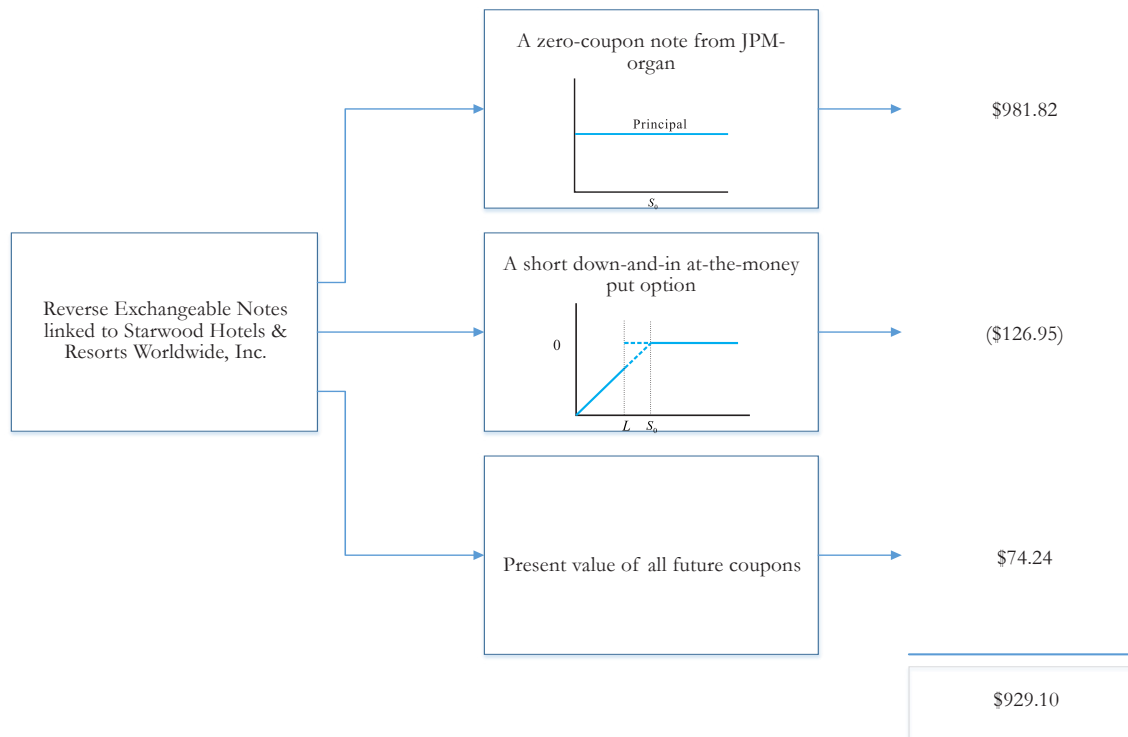 A zero-coupon note from JPM-
organ
Principal
S₀
$981.82
Reverse Exchangeable Notes
linked to Starwood Hotels &
Resorts Worldwide, Inc.
A short down-and-in at-the-money
put option
0
L S₀
($126.95)
Present value of all future coupons
$74.24
$929.10